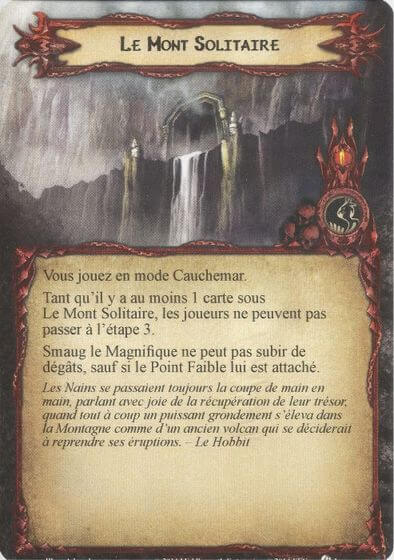 Le Mont Solitaire
Vous jouez en mode Cauchemar.
Tant qu'il y a au moins 1 carte sous
Le Mont Solitaire, les joueurs ne peuvent pas
passer à l'étape 3.
Smaug le Magnifique ne peut pas subir de
dégâts, sauf si le Point Faible lui est attaché.
Les Nains se passaient toujours la coupe de main en
main, parlant avec joie de la récupération de leur trésor,
quand tout à coup un puissant grondement s'éleva dans
la Montagne comme d'un ancien volcan qui se déciderait
à reprendre ses éruptions. – Le Hobbit